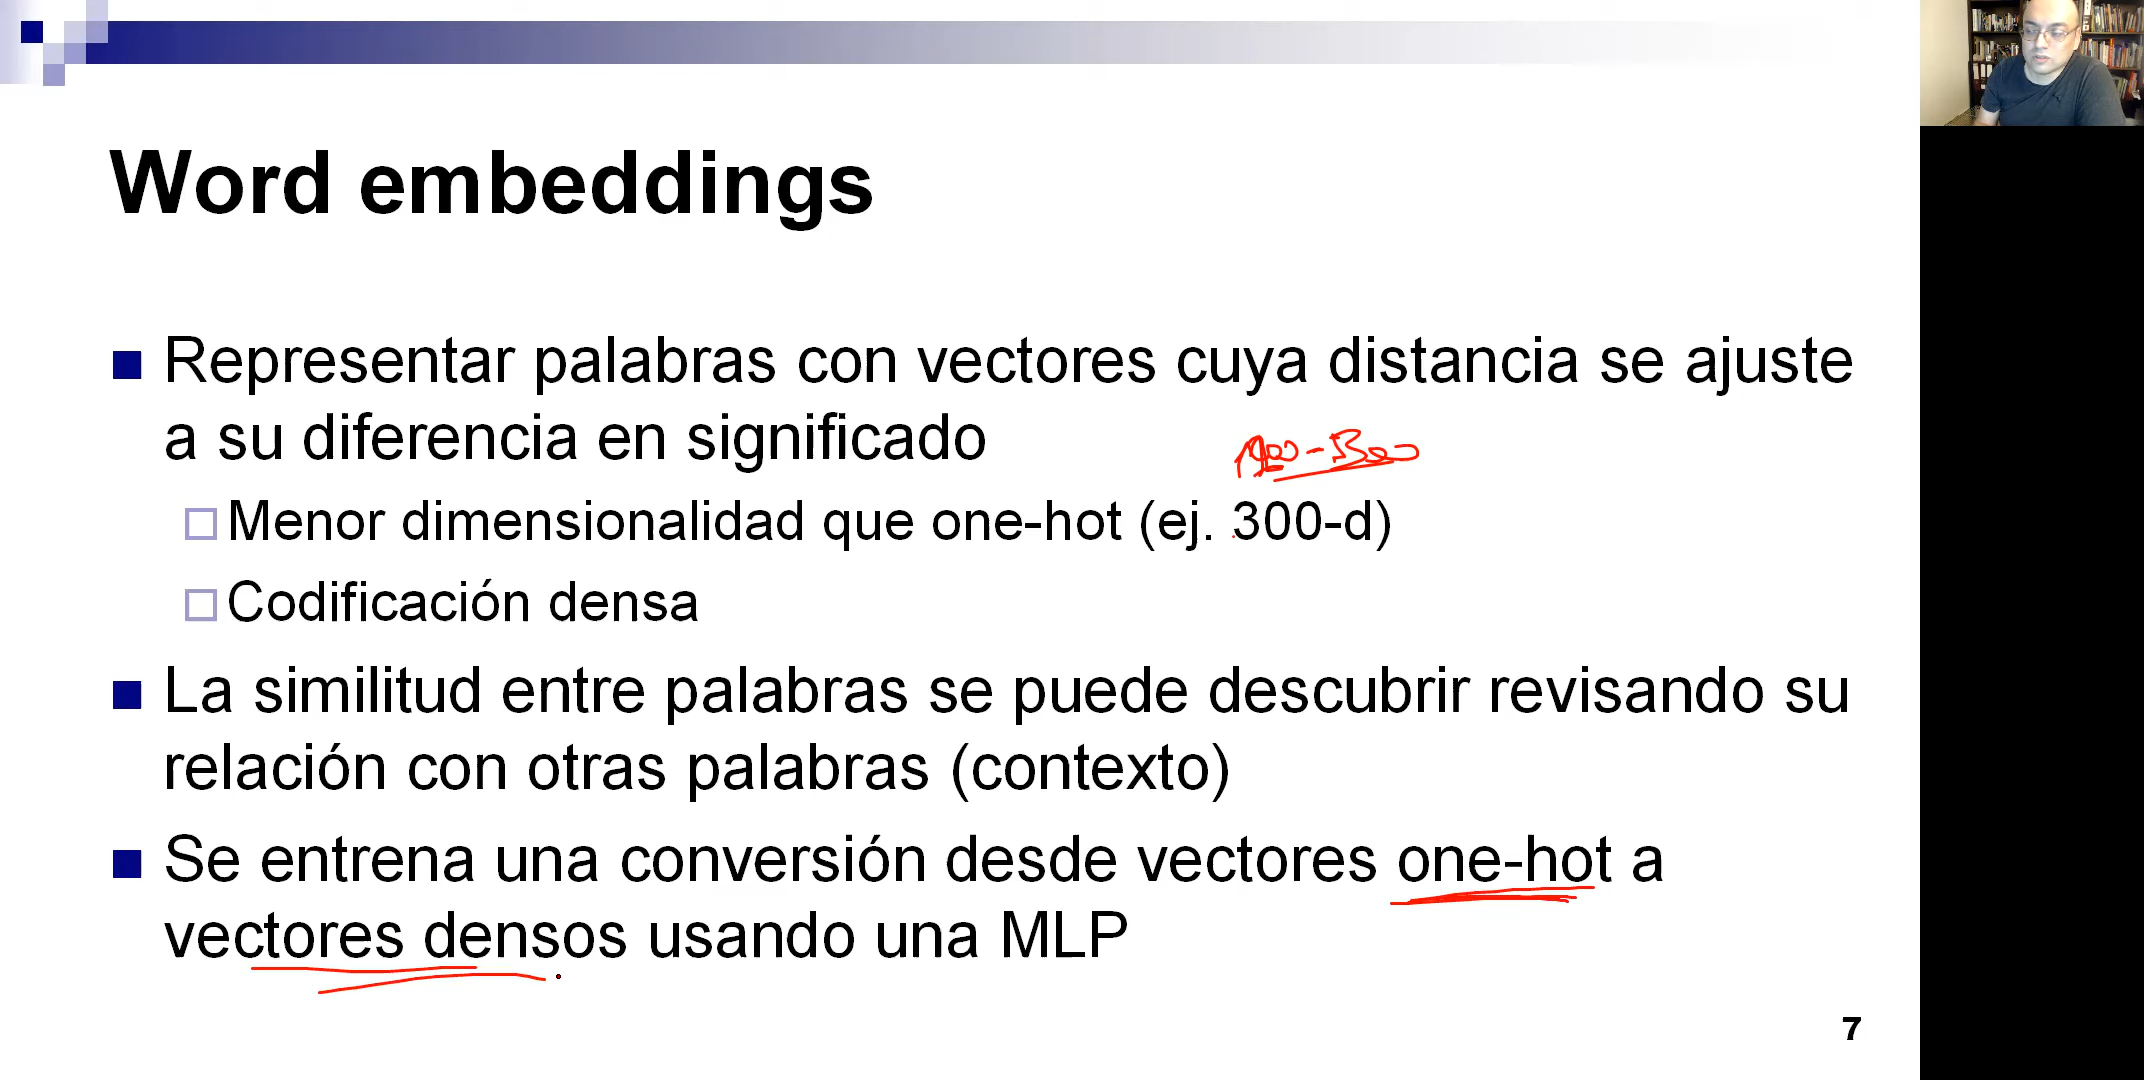 Word embeddings
Representar palabras con vectores cuya distancia se ajuste
a su diferencia en significado
Menor dimensionalidad que one-hot (ej. 300-d)
Codificación densa
La similitud entre palabras se puede descubrir revisando su
relación con otras palabras (contexto)
Se entrena una conversión desde vectores one-hot a
vectores densos usando una MLP
7